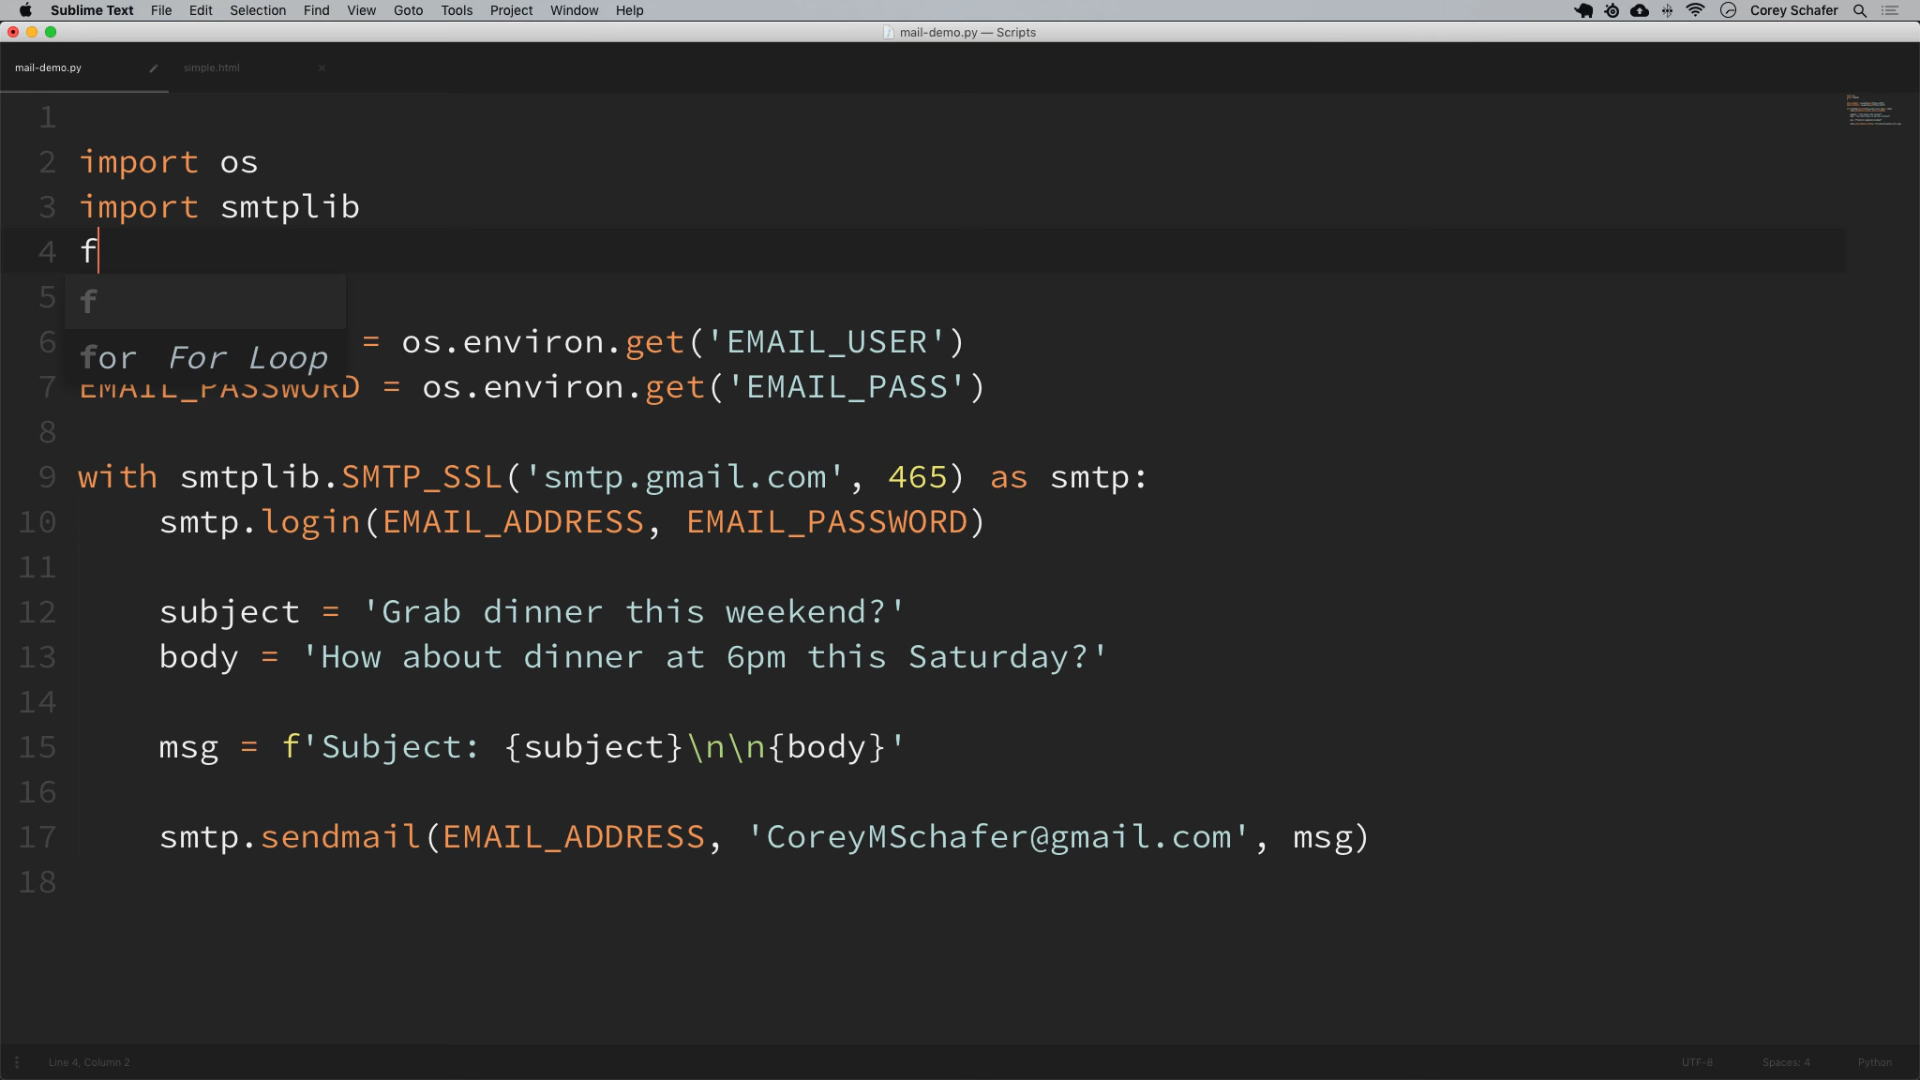 Sublime Text File Edit Selection Find View Goto Tools Project Window Help Corey Schafer
mail-demo.py — Scripts
mail-demo.py simple.html
1
2 import os
3 import smtplib
4 f
5 f
6 = os.environ.get('EMAIL_USER')
for For Loop
7 EMAIL_PASSWORD = os.environ.get('EMAIL_PASS')
8
9 with smtplib.SMTP_SSL('smtp.gmail.com', 465) as smtp:
10 smtp.login(EMAIL_ADDRESS, EMAIL_PASSWORD)
11
12 subject = 'Grab dinner this weekend?'
13 body = 'How about dinner at 6pm this Saturday?'
14
15 msg = f'Subject: {subject}\n\n{body}'
16
17 smtp.sendmail(EMAIL_ADDRESS, 'CoreyMSchafer@gmail.com', msg)
18
Line 4, Column 2 UTF-8 Spaces: 4 Python